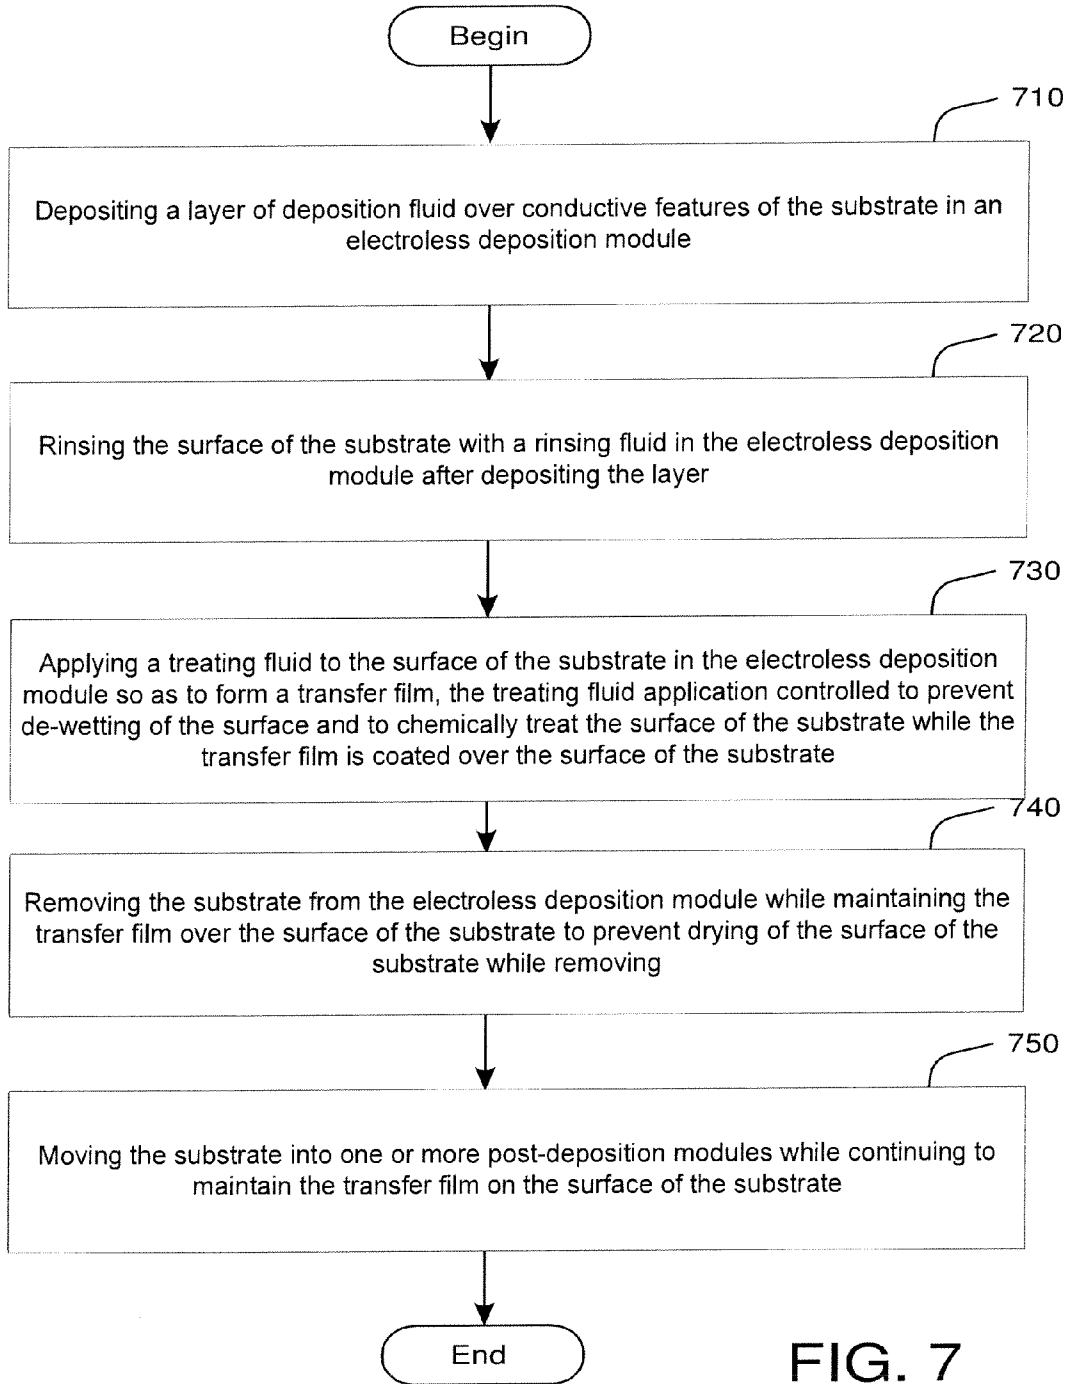 Begin
710
Depositing a layer of deposition fluid over conductive features of the substrate in an
electroless deposition module
720
Rinsing the surface of the substrate with a rinsing fluid in the electroless deposition
module after depositing the layer
730
Applying a treating fluid to the surface of the substrate in the electroless deposition
module so as to form a transfer film, the treating fluid application controlled to prevent
de-wetting of the surface and to chemically treat the surface of the substrate while the
transfer film is coated over the surface of the substrate
740
Removing the substrate from the electroless deposition module while maintaining the
transfer film over the surface of the substrate to prevent drying of the surface of the
substrate while removing
750
Moving the substrate into one or more post-deposition modules while continuing to
maintain the transfer film on the surface of the substrate
End
FIG. 7